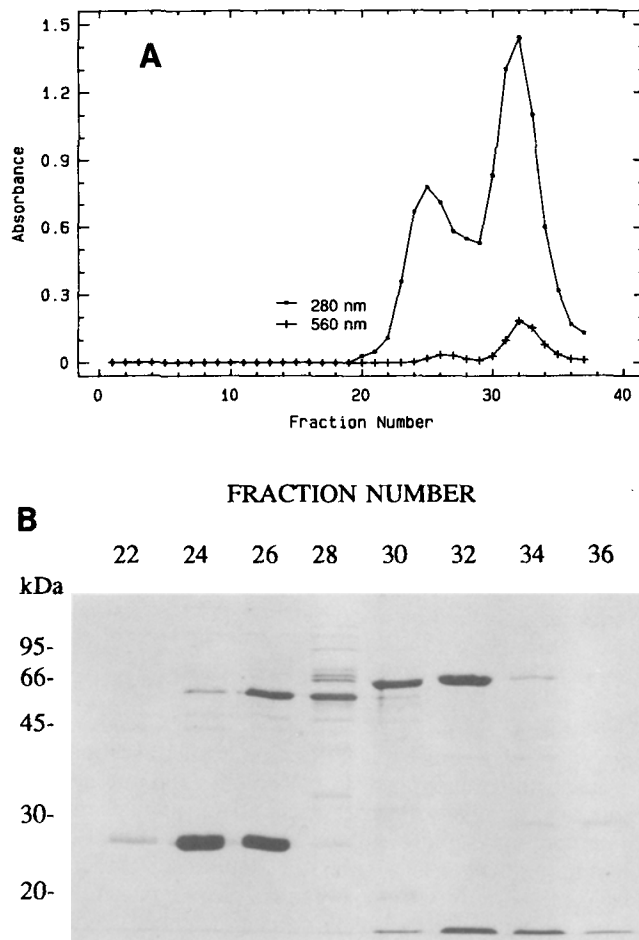 A
1.5
1.2
0.9
0.6
0.3
0
Absorbance
280 nm
560 nm
0 10 20 30 40
Fraction Number
B
FRACTION NUMBER
22 24 26 28 30 32 34 36
kDa
95-
66-
45-
30-
20-